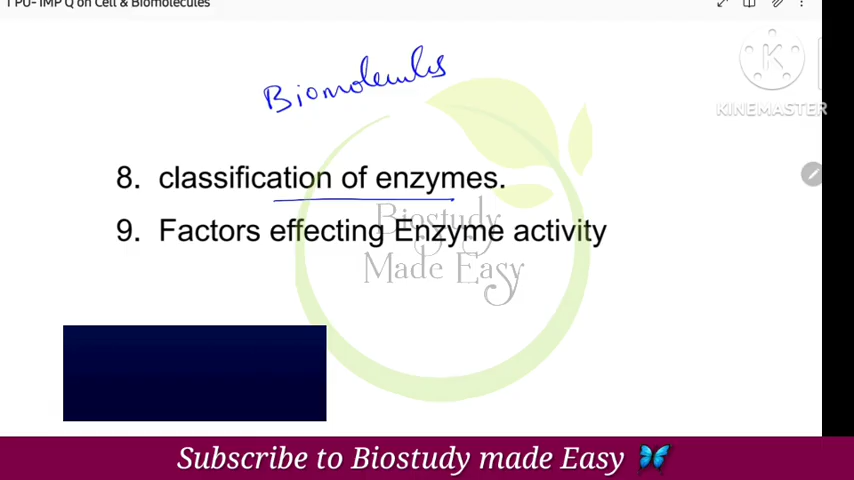 1 PU- IMP Q on Cell & Biomolecules
Biomolecules
KINEMASTER
8. classification of enzymes.
9. Factors effecting Enzyme activity
Biostudy
Made Easy
Subscribe to Biostudy made Easy 🦋